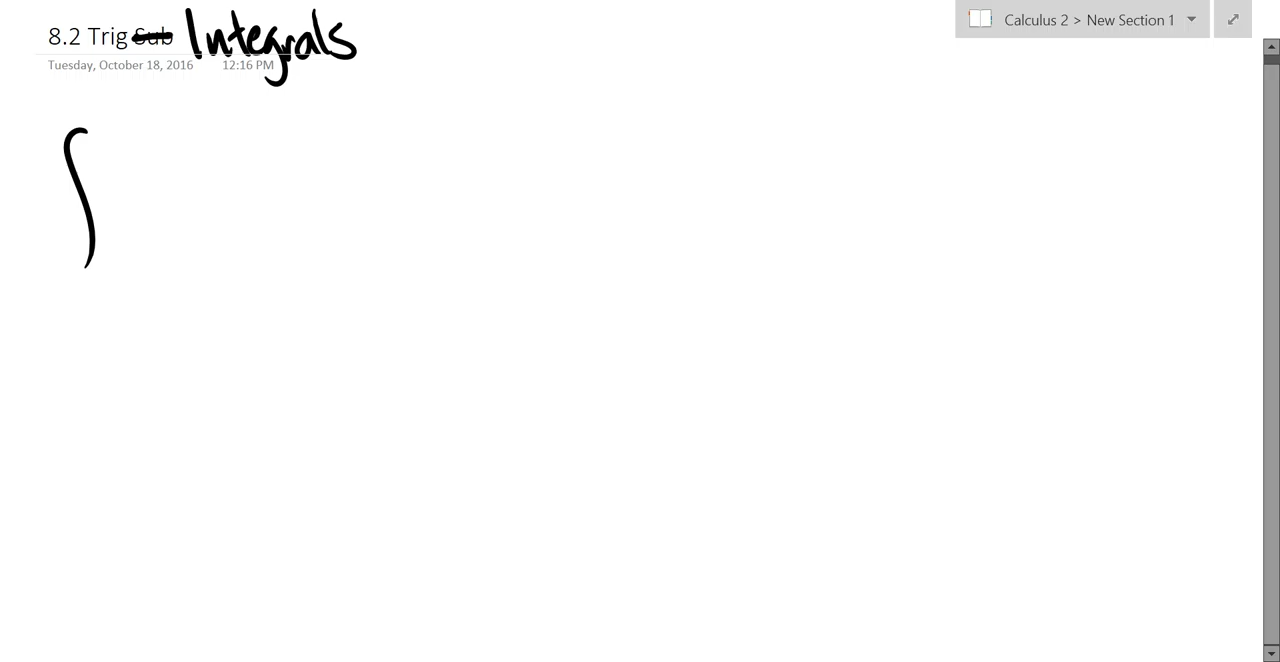 8.2 Trig Sub Integrals
Tuesday, October 18, 2016 12:16 PM
Calculus 2 > New Section 1
∫